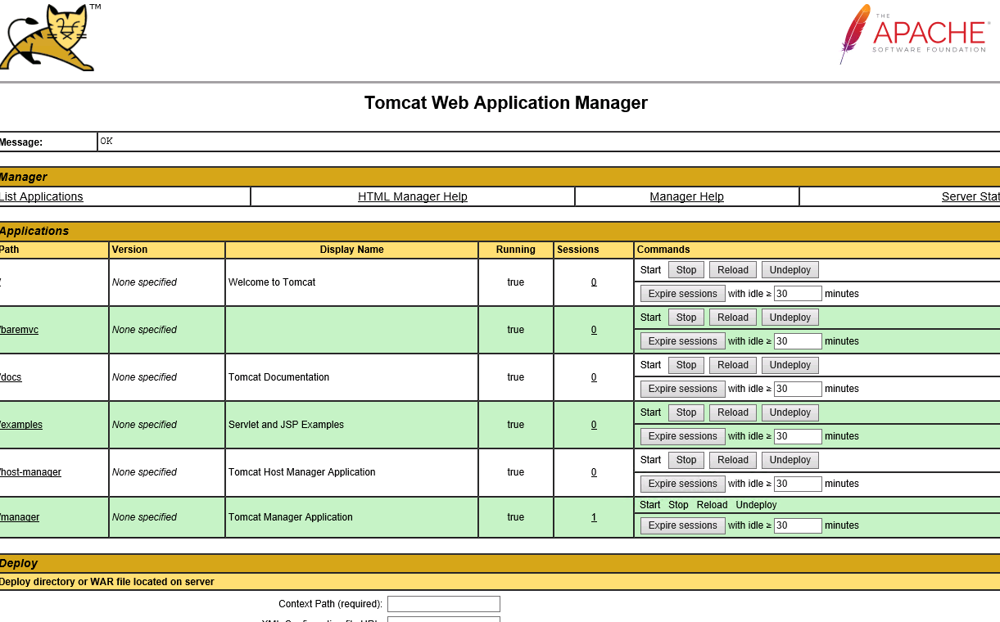 TM
THE
APACHE®
SOFTWARE FOUNDATION
Tomcat Web Application Manager
Message: OK
Manager
List Applications HTML Manager Help Manager Help Server Stat
Applications
Path Version Display Name Running Sessions Commands
/ None specified Welcome to Tomcat true 0 Start Stop Reload Undeploy
Expire sessions with idle ≥ 30 minutes
/baremvc None specified true 0 Start Stop Reload Undeploy
Expire sessions with idle ≥ 30 minutes
/docs None specified Tomcat Documentation true 0 Start Stop Reload Undeploy
Expire sessions with idle ≥ 30 minutes
/examples None specified Servlet and JSP Examples true 0 Start Stop Reload Undeploy
Expire sessions with idle ≥ 30 minutes
/host-manager None specified Tomcat Host Manager Application true 0 Start Stop Reload Undeploy
Expire sessions with idle ≥ 30 minutes
/manager None specified Tomcat Manager Application true 1 Start Stop Reload Undeploy
Expire sessions with idle ≥ 30 minutes
Deploy
Deploy directory or WAR file located on server
Context Path (required):